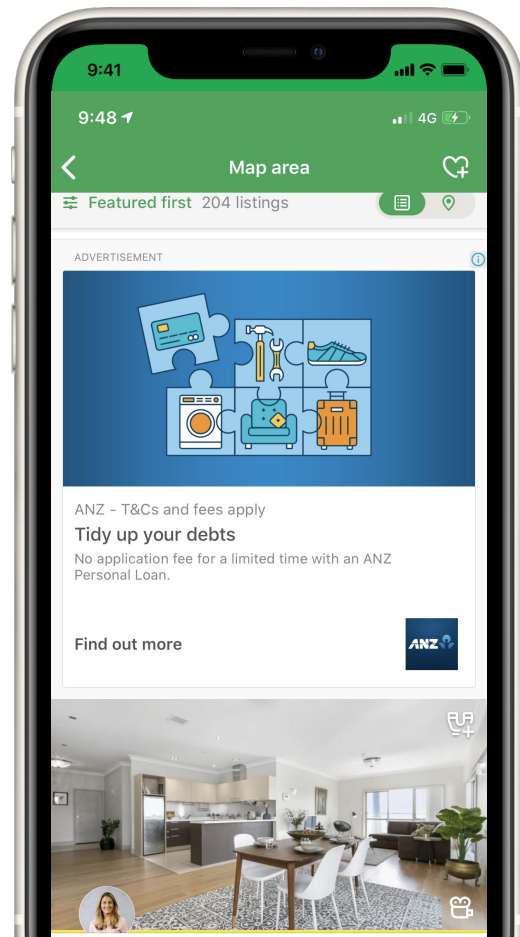 9:41
9:48 4G
Map area
Featured first 204 listings
ADVERTISEMENT
ANZ - T&Cs and fees apply
Tidy up your debts
No application fee for a limited time with an ANZ
Personal Loan.
Find out more
ANZ